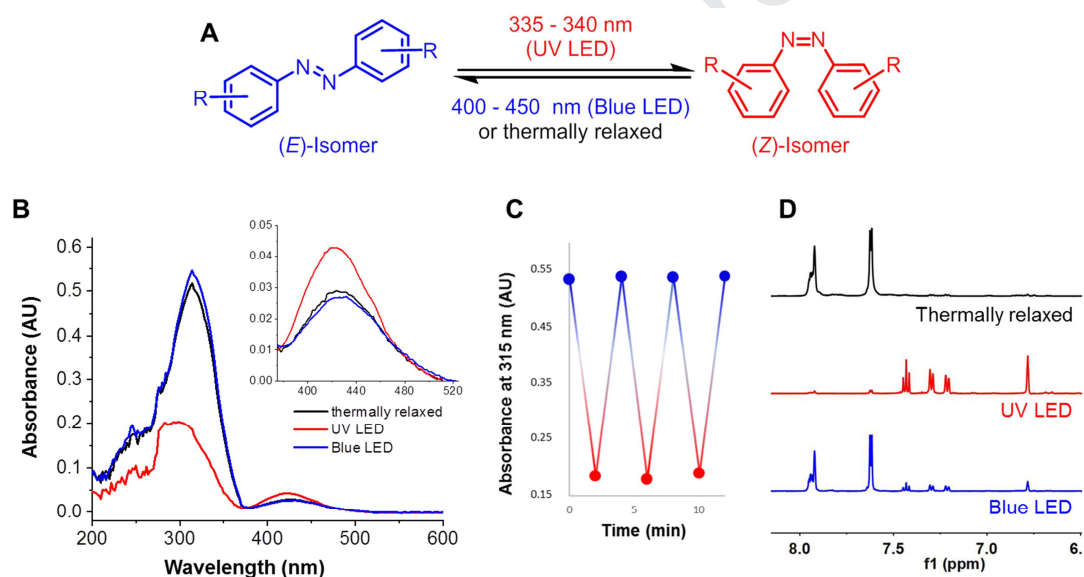 A
335 - 340 nm
(UV LED)
400 - 450 nm (Blue LED)
or thermally relaxed
R
N
N
R
(E)-Isomer
N=N
R
R
(Z)-Isomer
B
Absorbance (AU)
0.6
0.5
0.4
0.3
0.2
0.1
0.0
200
300
400
500
600
Wavelength (nm)
0.05
0.04
0.03
0.02
0.01
0.00
400
440
480
520
thermally relaxed
UV LED
Blue LED
C
Absorbance at 315 nm (AU)
0.55
0.45
0.35
0.25
0.15
0
5
10
Time (min)
D
Thermally relaxed
UV LED
Blue LED
8.0
7.5
7.0
6.
f1 (ppm)